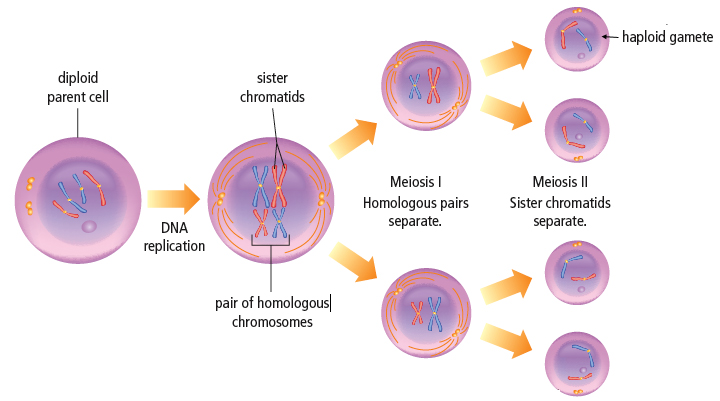 diploid
parent cell
sister
chromatids
haploid gamete
DNA
replication
Meiosis I
Homologous pairs
separate.
Meiosis II
Sister chromatids
separate.
pair of homologous
chromosomes